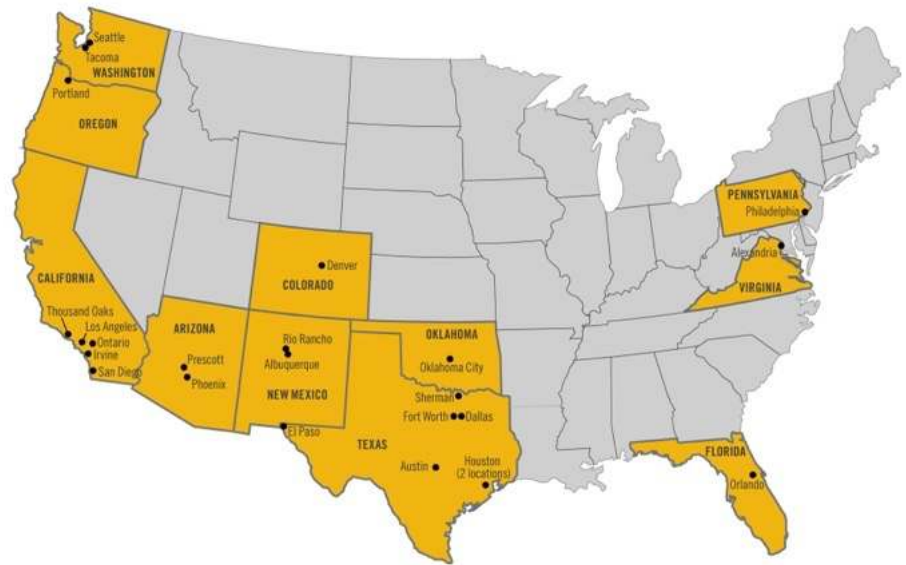 Seattle
Tacoma
WASHINGTON
Portland
OREGON
PENNSYLVANIA
Philadelphia
Alexandria
VIRGINIA
Denver
COLORADO
CALIFORNIA
Thousand Oaks
Los Angeles
Ontario
Irvine
San Diego
ARIZONA
Prescott
Phoenix
Rio Rancho
Albuquerque
NEW MEXICO
OKLAHOMA
Oklahoma City
Sherman
Fort Worth
Dallas
El Paso
TEXAS
Austin
Houston
(2 locations)
FLORIDA
Orlando